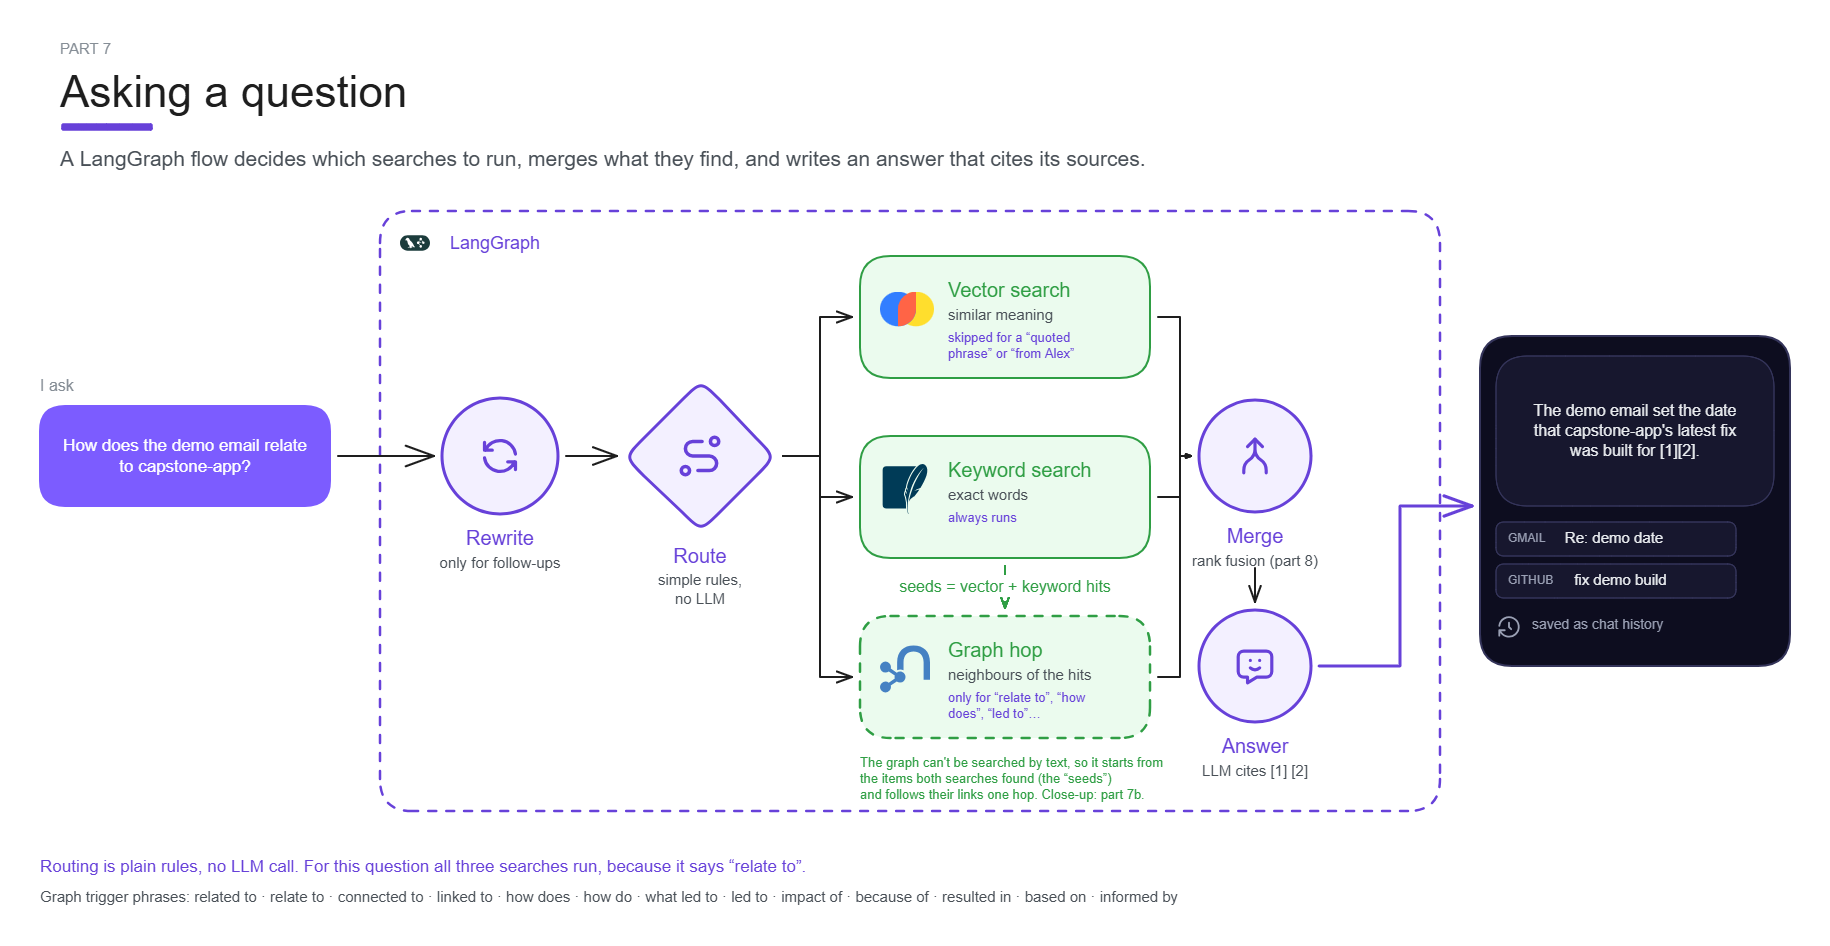 PART 7
Asking a question
A LangGraph flow decides which searches to run, merges what they find, and writes an answer that cites its sources.
LangGraph
I ask
How does the demo email relate
to capstone-app?
Rewrite
only for follow-ups
Route
simple rules,
no LLM
Vector search
similar meaning
skipped for a “quoted
phrase” or “from Alex”
Keyword search
exact words
always runs
seeds = vector + keyword hits
Graph hop
neighbours of the hits
only for “relate to”, “how
does”, “led to”…
The graph can't be searched by text, so it starts from
the items both searches found (the “seeds”)
and follows their links one hop. Close-up: part 7b.
Merge
rank fusion (part 8)
Answer
LLM cites [1] [2]
The demo email set the date
that capstone-app's latest fix
was built for [1][2].
GMAIL Re: demo date
GITHUB fix demo build
saved as chat history
Routing is plain rules, no LLM call. For this question all three searches run, because it says “relate to”.
Graph trigger phrases: related to · relate to · connected to · linked to · how does · how do · what led to · led to · impact of · because of · resulted in · based on · informed by